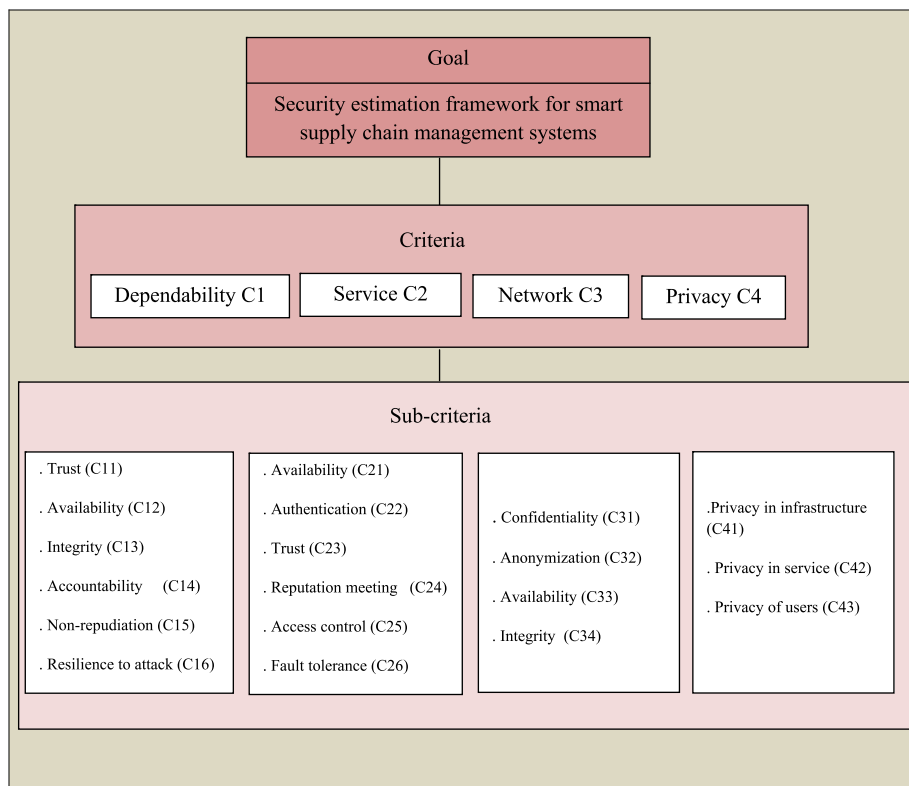 Goal
Security estimation framework for smart
supply chain management systems
Criteria
Dependability C1
Service C2
Network C3
Privacy C4
Sub-criteria
. Trust (C11)
. Availability (C12)
. Integrity (C13)
. Accountability (C14)
. Non-repudiation (C15)
. Resilience to attack (C16)
. Availability (C21)
. Authentication (C22)
. Trust (C23)
. Reputation meeting (C24)
. Access control (C25)
. Fault tolerance (C26)
. Confidentiality (C31)
. Anonymization (C32)
. Availability (C33)
. Integrity (C34)
.Privacy in infrastructure
(C41)
. Privacy in service (C42)
. Privacy of users (C43)